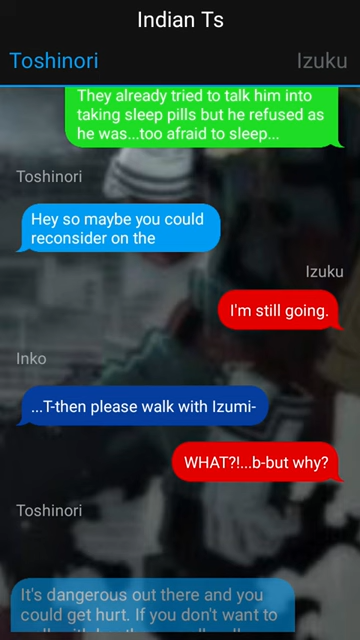 Indian Ts
Toshinori
Izuku
They already tried to talk him into
taking sleep pills but he refused as
he was...too afraid to sleep...
Toshinori
Hey so maybe you could
reconsider on the
Izuku
I'm still going.
Inko
...T-then please walk with Izumi-
WHAT?!...b-but why?
Toshinori
It's dangerous out there and you
could get hurt. If you don't want to